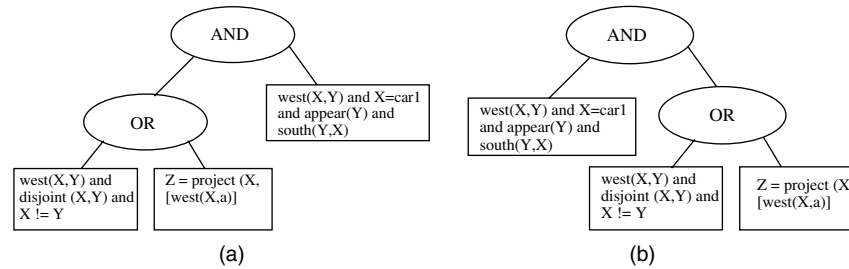 AND
OR
west(X,Y) and X=car1
and appear(Y) and
south(Y,X)
west(X,Y) and
disjoint (X,Y) and
X != Y
Z = project (X,
[west(X,a)]
(a)
AND
west(X,Y) and X=car1
and appear(Y) and
south(Y,X)
OR
west(X,Y) and
disjoint (X,Y) and
X != Y
Z = project (X
[west(X,a)]
(b)